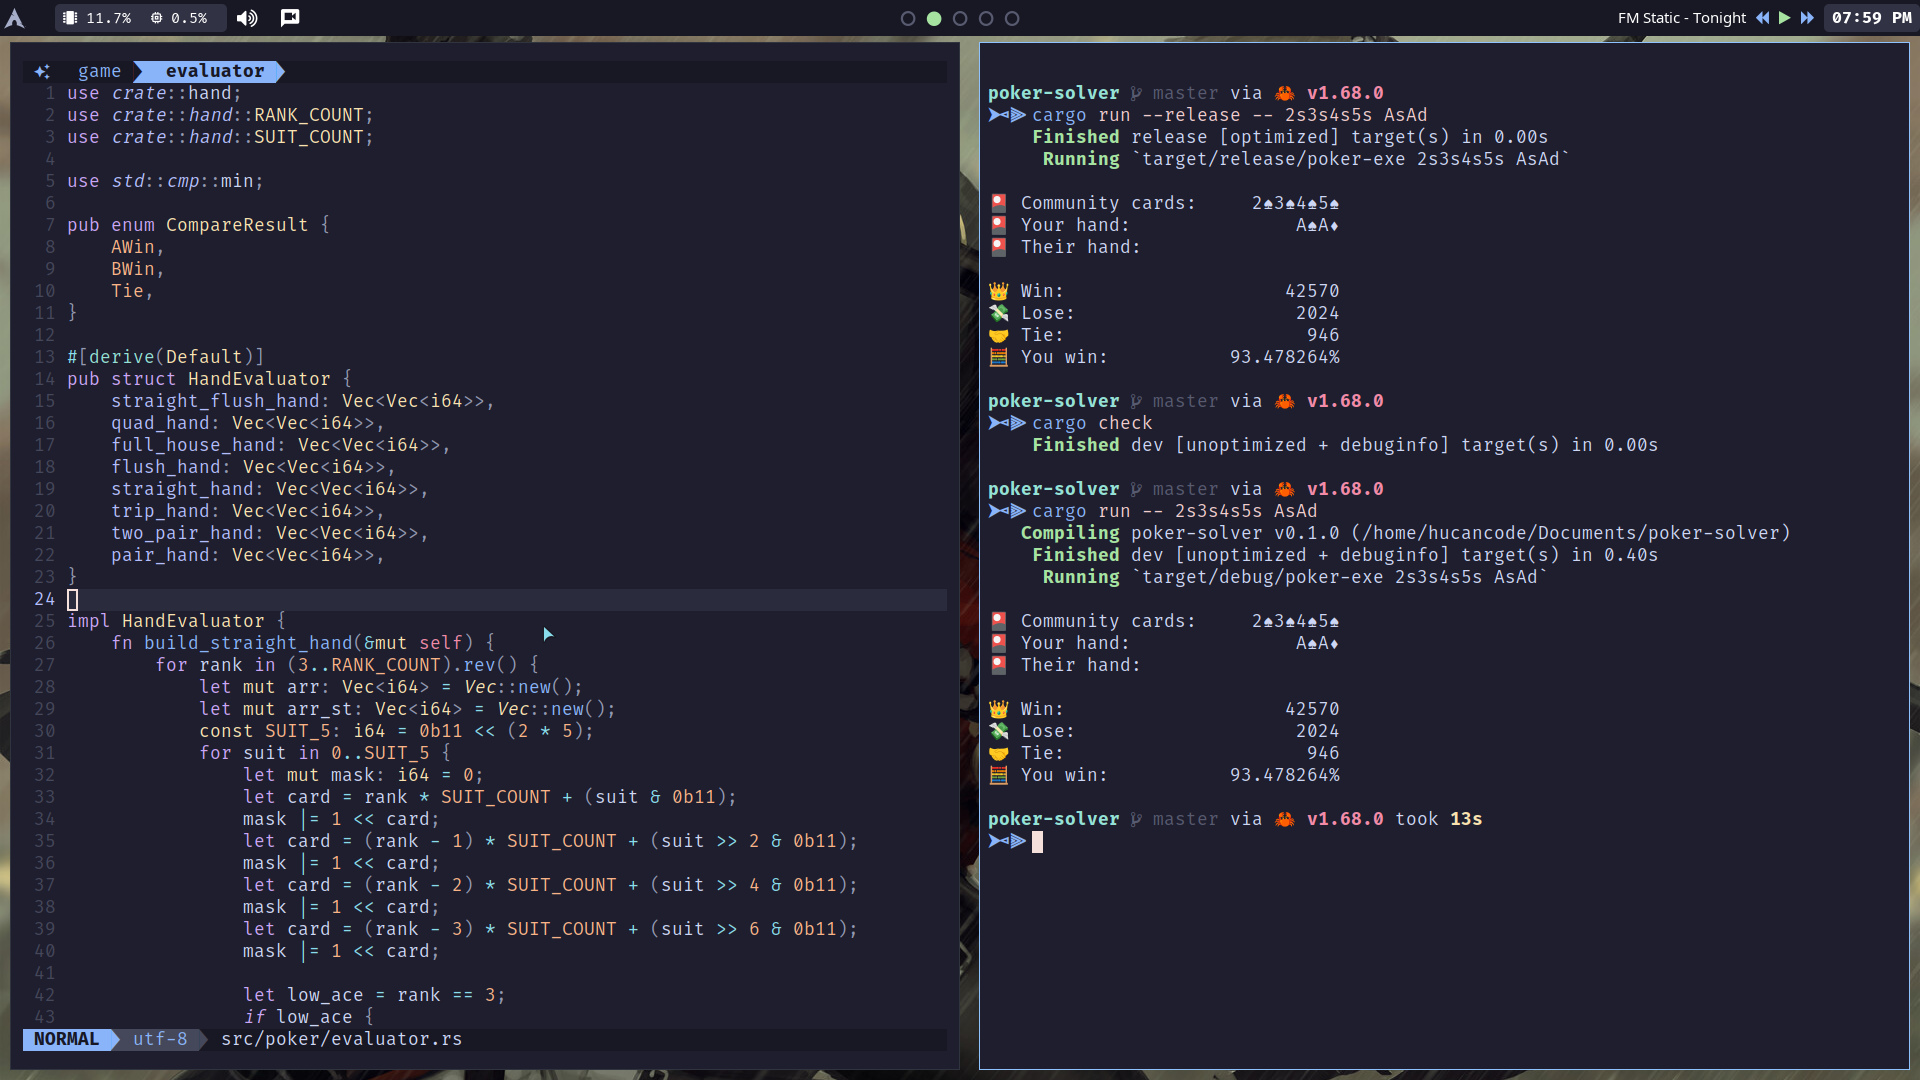 11.7% 0.5% FM Static - Tonight 07:59 PM
game evaluator
1 use crate::hand;
2 use crate::hand::RANK_COUNT;
3 use crate::hand::SUIT_COUNT;
4
5 use std::cmp::min;
6
7 pub enum CompareResult {
8 AWin,
9 BWin,
10 Tie,
11 }
12
13 #[derive(Default)]
14 pub struct HandEvaluator {
15 straight_flush_hand: Vec<Vec<i64>>,
16 quad_hand: Vec<Vec<i64>>,
17 full_house_hand: Vec<Vec<i64>>,
18 flush_hand: Vec<Vec<i64>>,
19 straight_hand: Vec<Vec<i64>>,
20 trip_hand: Vec<Vec<i64>>,
21 two_pair_hand: Vec<Vec<i64>>,
22 pair_hand: Vec<Vec<i64>>,
23 }
24
25 impl HandEvaluator {
26 fn build_straight_hand(&mut self) {
27 for rank in (3..RANK_COUNT).rev() {
28 let mut arr: Vec<i64> = Vec::new();
29 let mut arr_st: Vec<i64> = Vec::new();
30 const SUIT_5: i64 = 0b11 << (2 * 5);
31 for suit in 0..SUIT_5 {
32 let mut mask: i64 = 0;
33 let card = rank * SUIT_COUNT + (suit & 0b11);
34 mask |= 1 << card;
35 let card = (rank - 1) * SUIT_COUNT + (suit >> 2 & 0b11);
36 mask |= 1 << card;
37 let card = (rank - 2) * SUIT_COUNT + (suit >> 4 & 0b11);
38 mask |= 1 << card;
39 let card = (rank - 3) * SUIT_COUNT + (suit >> 6 & 0b11);
40 mask |= 1 << card;
41
42 let low_ace = rank == 3;
43 if low_ace {
NORMAL utf-8 src/poker/evaluator.rs
poker-solver master via 🦀 v1.68.0
cargo run --release -- 2s3s4s5s AsAd
Finished release [optimized] target(s) in 0.00s
Running `target/release/poker-exe 2s3s4s5s AsAd`
🎴 Community cards: 2♠3♠4♠5♠
🎴 Your hand: A♠A♦
🎴 Their hand:
👑 Win: 42570
💸 Lose: 2024
🤝 Tie: 946
🧮 You win: 93.478264%
poker-solver master via 🦀 v1.68.0
cargo check
Finished dev [unoptimized + debuginfo] target(s) in 0.00s
poker-solver master via 🦀 v1.68.0
cargo run -- 2s3s4s5s AsAd
Compiling poker-solver v0.1.0 (/home/hucancode/Documents/poker-solver)
Finished dev [unoptimized + debuginfo] target(s) in 0.40s
Running `target/debug/poker-exe 2s3s4s5s AsAd`
🎴 Community cards: 2♠3♠4♠5♠
🎴 Your hand: A♠A♦
🎴 Their hand:
👑 Win: 42570
💸 Lose: 2024
🤝 Tie: 946
🧮 You win: 93.478264%
poker-solver master via 🦀 v1.68.0 took 13s